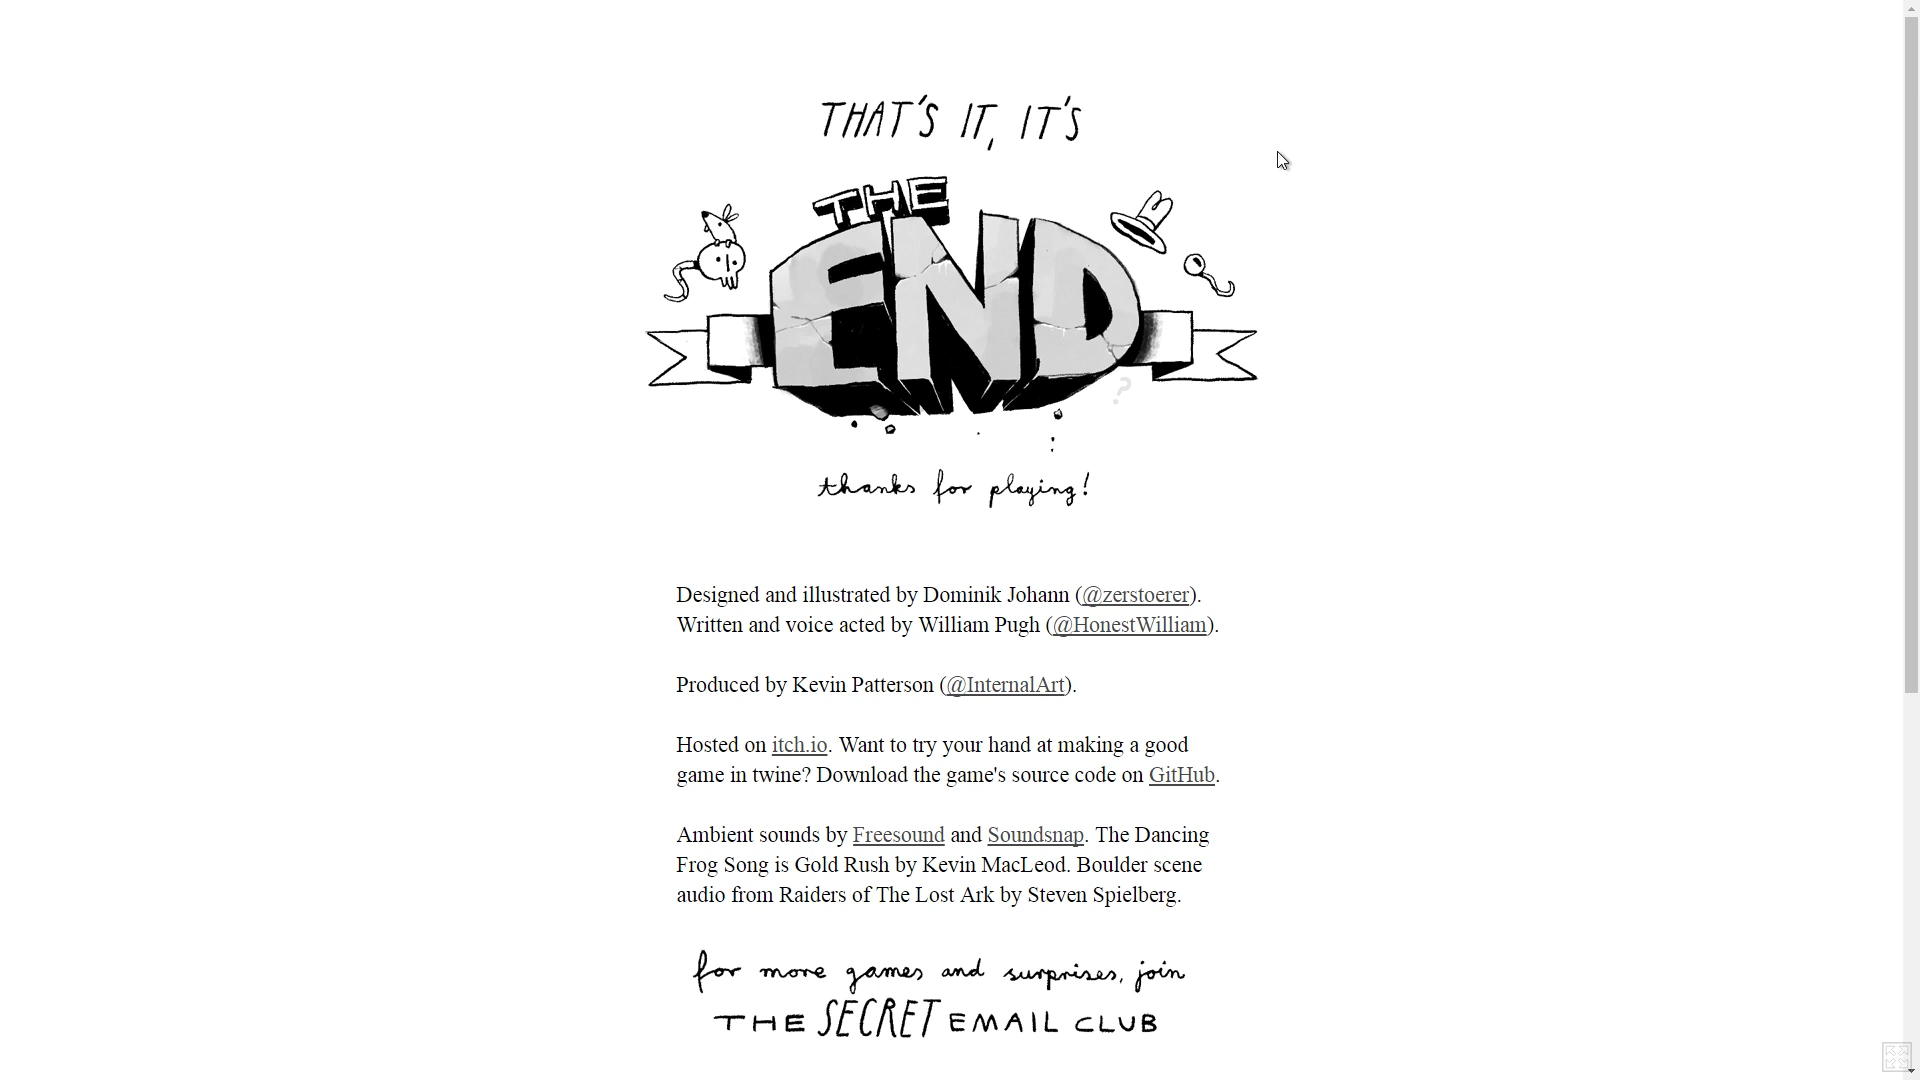 THAT'S IT, IT'S
THE
END
?
thanks for playing!
Designed and illustrated by Dominik Johann (@zerstoerer).
Written and voice acted by William Pugh (@HonestWilliam).
Produced by Kevin Patterson (@InternalArt).
Hosted on itch.io. Want to try your hand at making a good
game in twine? Download the game's source code on GitHub.
Ambient sounds by Freesound and Soundsnap. The Dancing
Frog Song is Gold Rush by Kevin MacLeod. Boulder scene
audio from Raiders of The Lost Ark by Steven Spielberg.
for more games and surprises, join
THE SECRET EMAIL CLUB